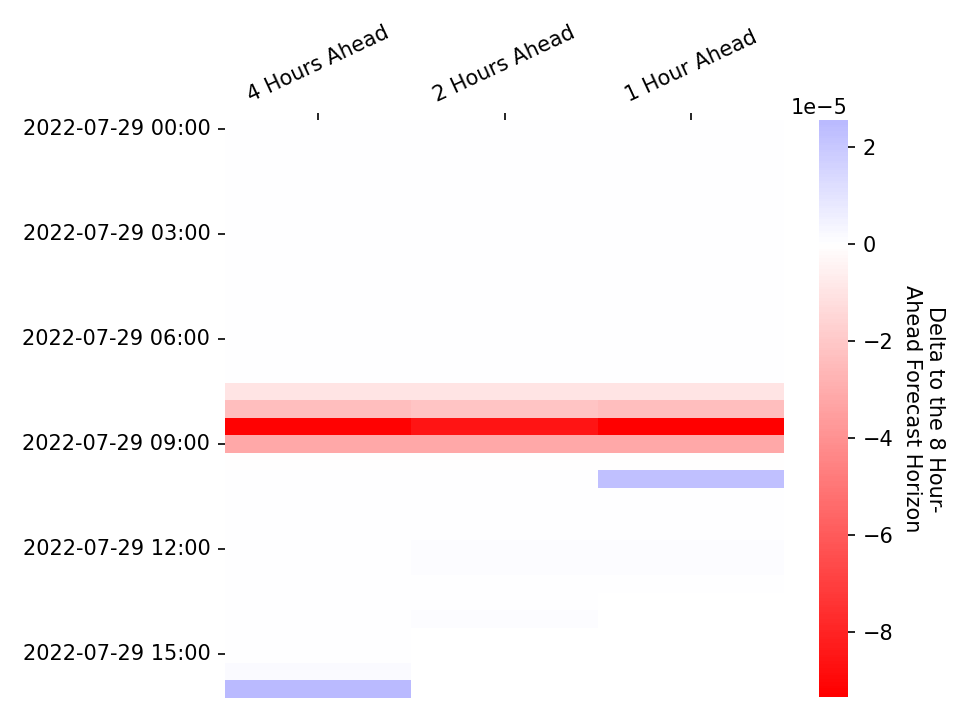 4 Hours Ahead
2 Hours Ahead
1 Hour Ahead
2022-07-29 00:00
2022-07-29 03:00
2022-07-29 06:00
2022-07-29 09:00
2022-07-29 12:00
2022-07-29 15:00
1e−5
2
0
−2
−4
−6
−8
Delta to the 8 Hour-
Ahead Forecast Horizon